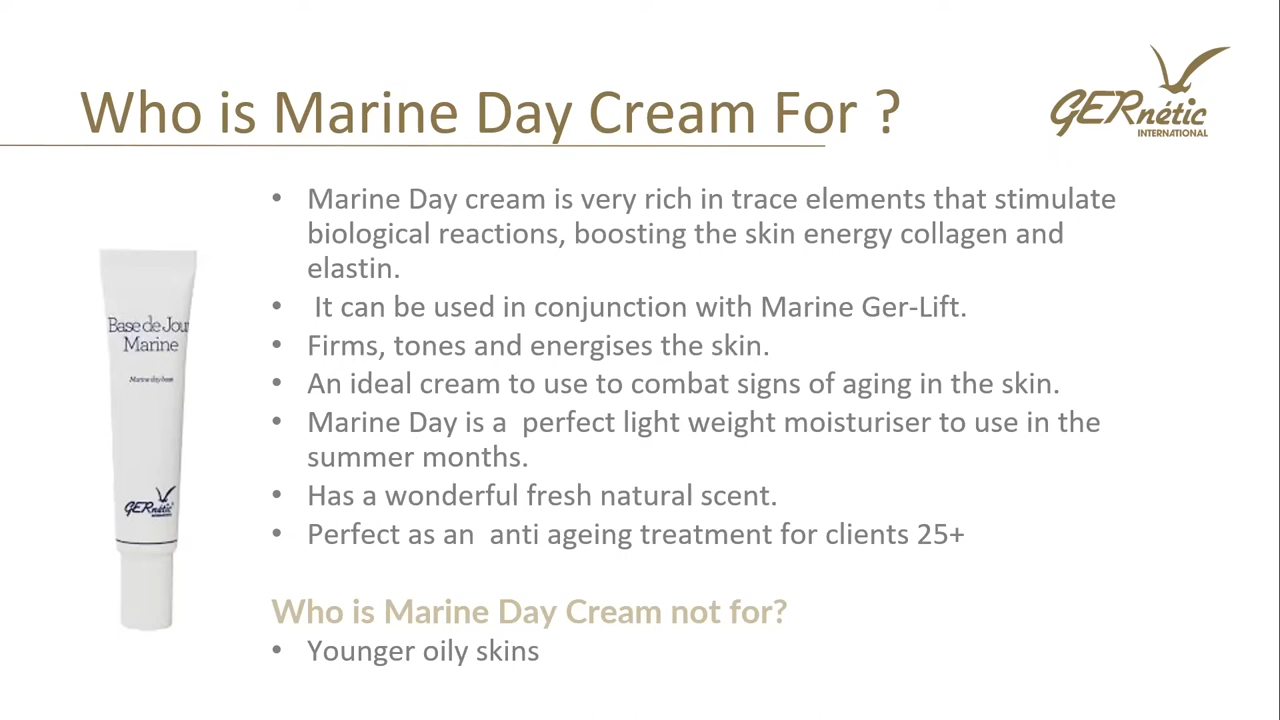 Who is Marine Day Cream For ?
GERnétic
INTERNATIONAL
• Marine Day cream is very rich in trace elements that stimulate
biological reactions, boosting the skin energy collagen and
elastin.
• It can be used in conjunction with Marine Ger-Lift.
• Firms, tones and energises the skin.
• An ideal cream to use to combat signs of aging in the skin.
• Marine Day is a  perfect light weight moisturiser to use in the
summer months.
• Has a wonderful fresh natural scent.
• Perfect as an  anti ageing treatment for clients 25+
Who is Marine Day Cream not for?
• Younger oily skins
Base de Jour
Marine
Marine day base
GERnétic
INTERNATIONAL